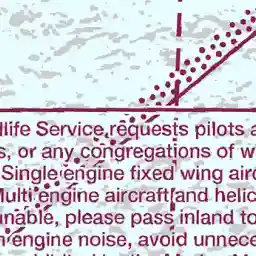 llife Service requests pilots a
s, or any congregations of w
Single engine fixed wing airc
Multi engine aircraft and helic
unable, please pass inland to
n engine noise, avoid unnece